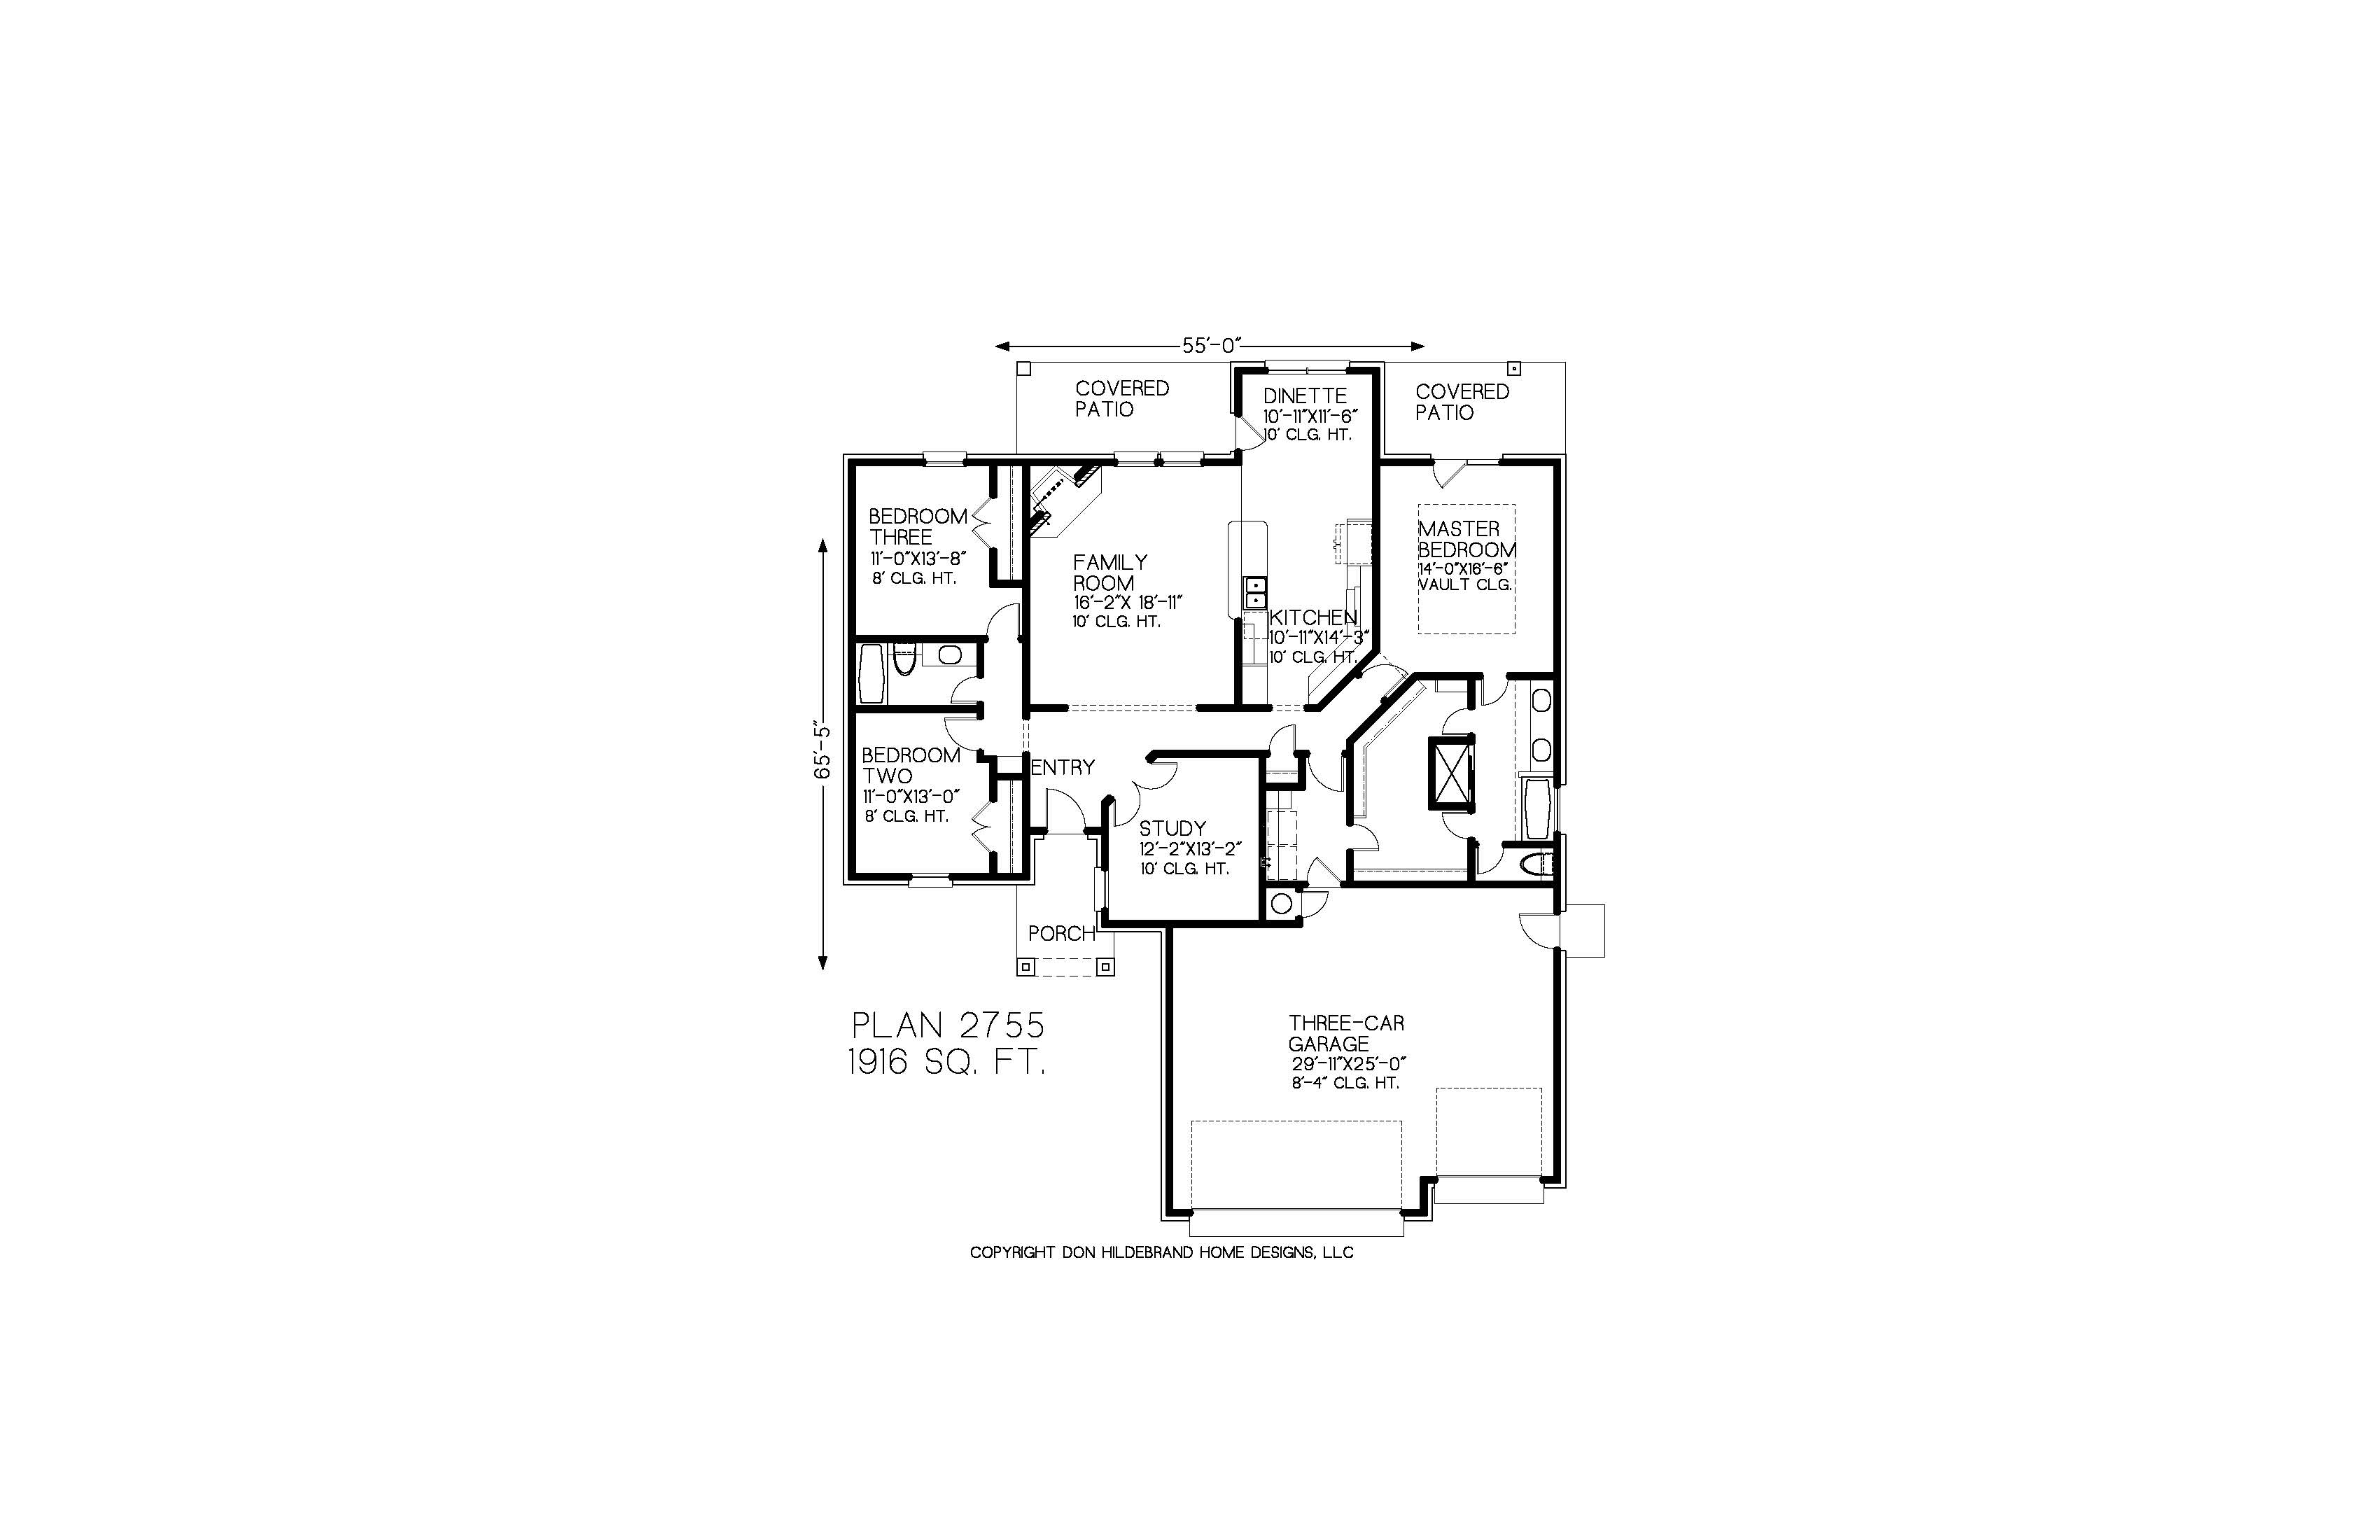 55'-0"
COVERED
PATIO
DINETTE
10'-11"X11'-6"
10' CLG. HT.
COVERED
PATIO
BEDROOM
THREE
11'-0"X13'-8"
8' CLG. HT.
FAMILY
ROOM
16'-2"X 18'-11"
10' CLG. HT.
KITCHEN
10'-11"X14'-3"
10' CLG. HT.
MASTER
BEDROOM
14'-0"X16'-6"
VAULT CLG.
65'-5"
BEDROOM
TWO
11'-0"X13'-0"
8' CLG. HT.
ENTRY
STUDY
12'-2"X13'-2"
10' CLG. HT.
PORCH
PLAN 2755
1916 SQ. FT.
THREE-CAR
GARAGE
29'-11"X25'-0"
8'-4" CLG. HT.
COPYRIGHT DON HILDEBRAND HOME DESIGNS, LLC